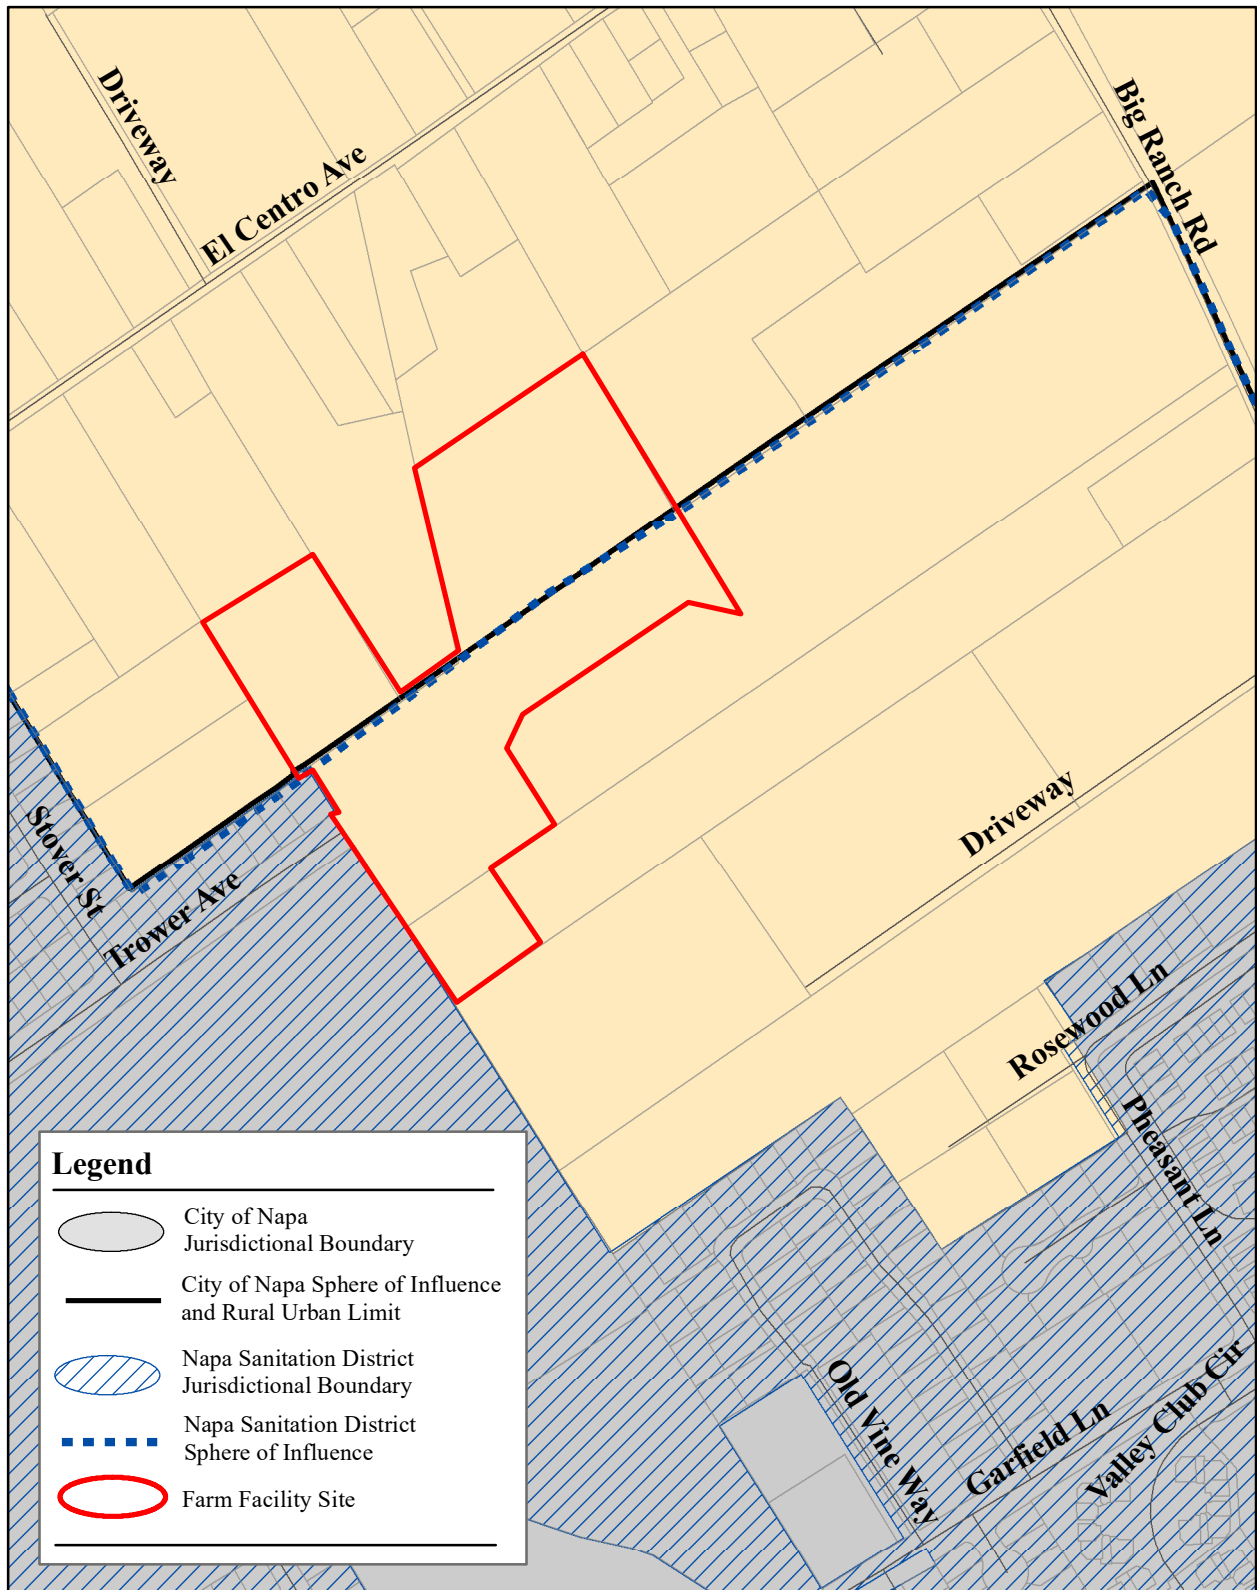 Driveway
El Centro Ave
Big Ranch Rd
Stover St
Trower Ave
Driveway
Rosewood Ln
Pheasant Ln
Old Vine Way
Garfield Ln
Valley Club Cir
Legend
City of Napa
Jurisdictional Boundary
City of Napa Sphere of Influence
and Rural Urban Limit
Napa Sanitation District
Jurisdictional Boundary
Napa Sanitation District
Sphere of Influence
Farm Facility Site